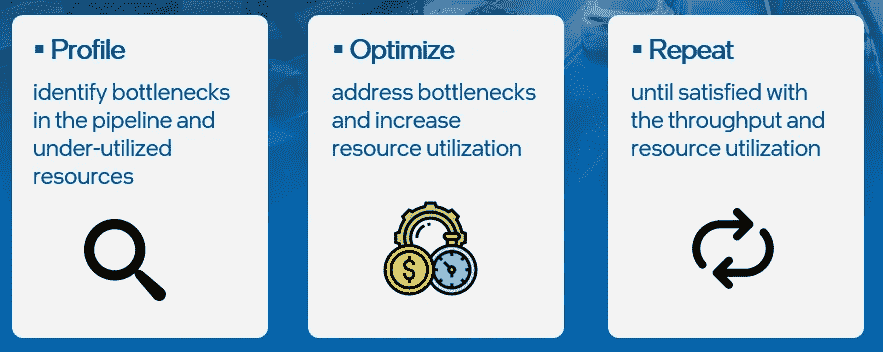 ▪ Profile
identify bottlenecks
in the pipeline and
under-utilized
resources
▪ Optimize
address bottlenecks
and increase
resource utilization
$
▪ Repeat
until satisfied with
the throughput and
resource utilization